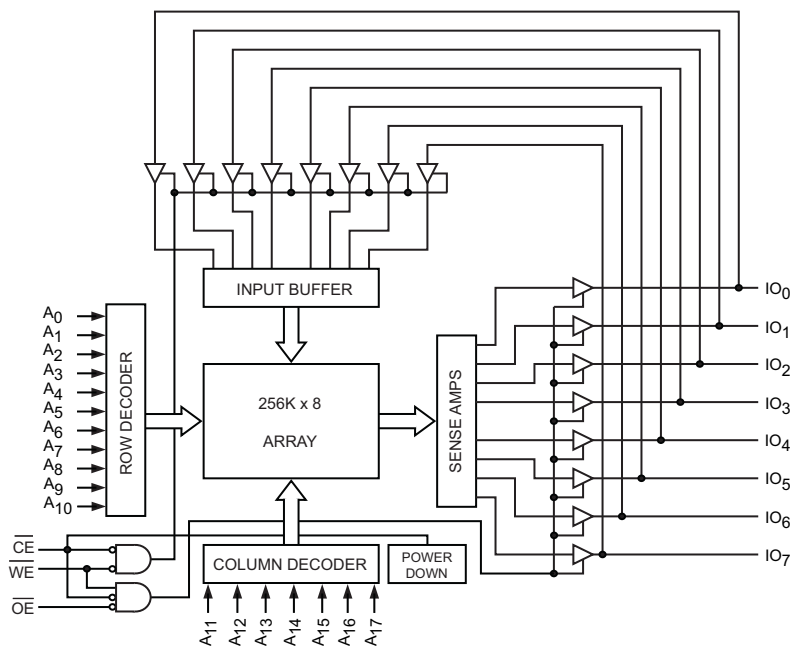 INPUT BUFFER
A0
A1
A2
A3
A4
A5
A6
A7
A8
A9
A10
ROW DECODER
256K x 8
ARRAY
SENSE AMPS
IO0
IO1
IO2
IO3
IO4
IO5
IO6
IO7
CE
WE
OE
COLUMN DECODER
POWER
DOWN
A11
A12
A13
A14
A15
A16
A17